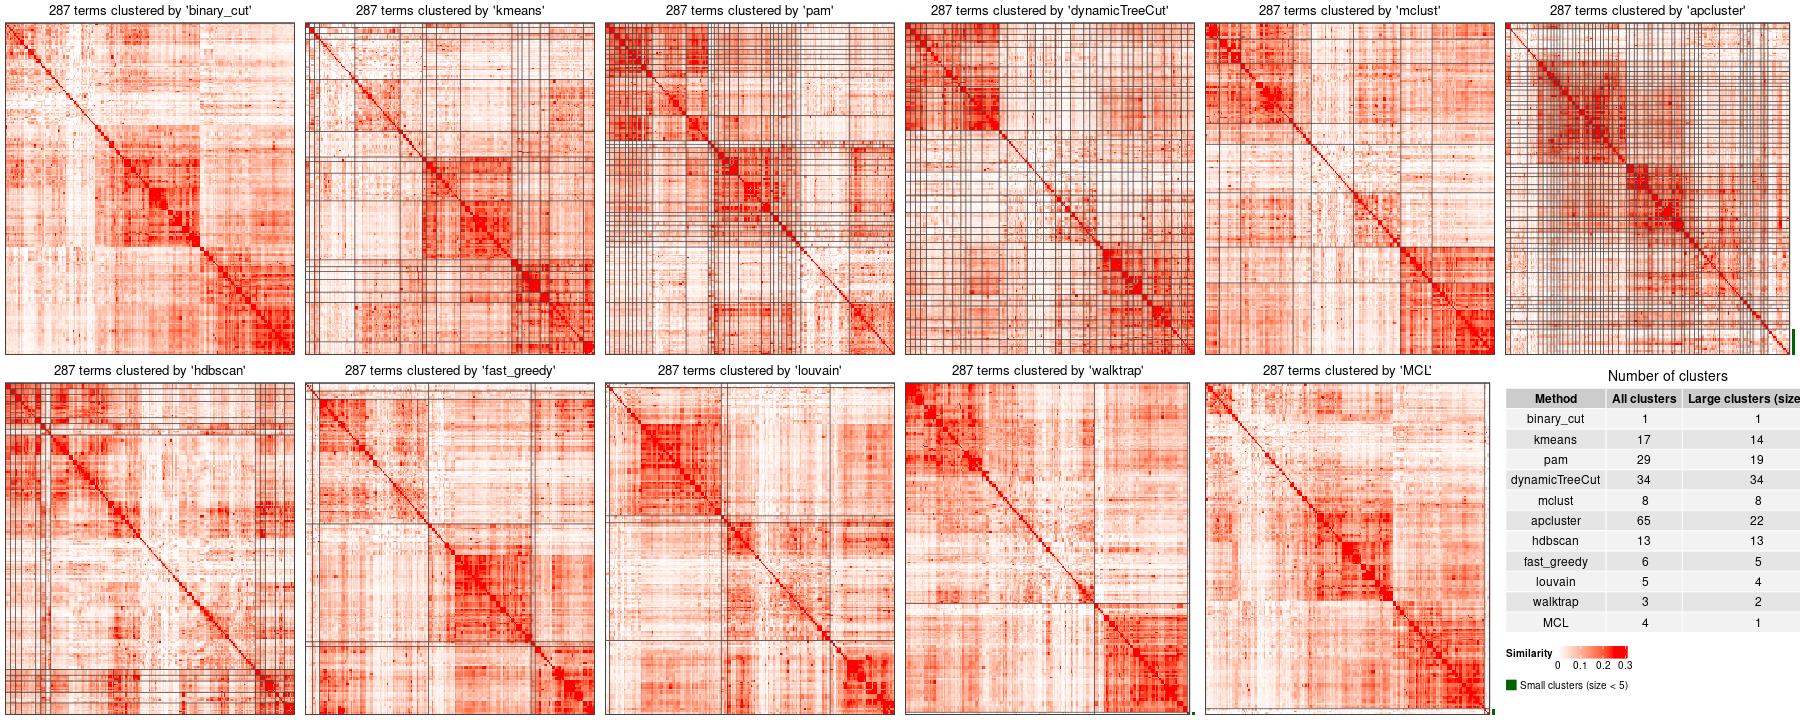 287 terms clustered by 'binary_cut'
287 terms clustered by 'kmeans'
287 terms clustered by 'pam'
287 terms clustered by 'dynamicTreeCut'
287 terms clustered by 'mclust'
287 terms clustered by 'apcluster'
287 terms clustered by 'hdbscan'
287 terms clustered by 'fast_greedy'
287 terms clustered by 'louvain'
287 terms clustered by 'walktrap'
287 terms clustered by 'MCL'
Number of clusters
Method All clusters Large clusters (size
binary_cut 1 1
kmeans 17 14
pam 29 19
dynamicTreeCut 34 34
mclust 8 8
apcluster 65 22
hdbscan 13 13
fast_greedy 6 5
louvain 5 4
walktrap 3 2
MCL 4 1
Similarity
0 0.1 0.2 0.3
Small clusters (size < 5)